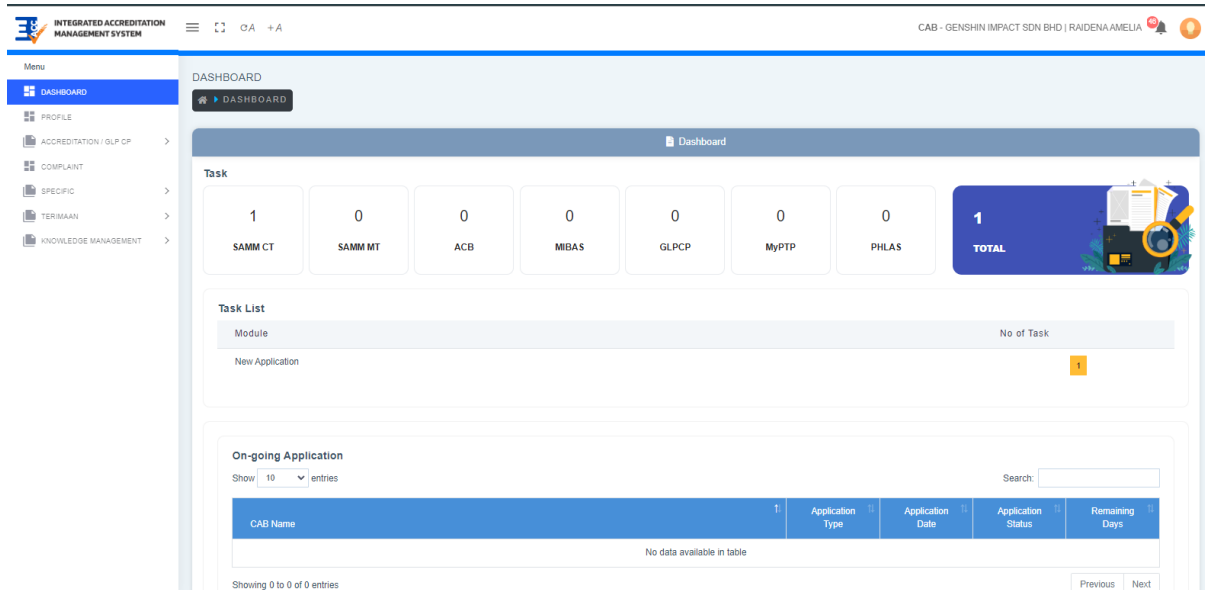 INTEGRATED ACCREDITATION
MANAGEMENT SYSTEM
A +A
CAB - GENSHIN IMPACT SDN BHD | RAIDENA AMELIA
Menu
DASHBOARD
PROFILE
ACCREDITATION / GLP CP
COMPLAINT
SPECIFIC
TERIMAAN
KNOWLEDGE MANAGEMENT
DASHBOARD
DASHBOARD
Dashboard
Task
1 0 0 0 0 0 0 1
SAMM CT SAMM MT ACB MIBAS GLPCP MyPTP PHLAS TOTAL
Task List
Module No of Task
New Application 1
On-going Application
Show 10 entries Search:
CAB Name Application Type Application Date Application Status Remaining Days
No data available in table
Showing 0 to 0 of 0 entries Previous Next